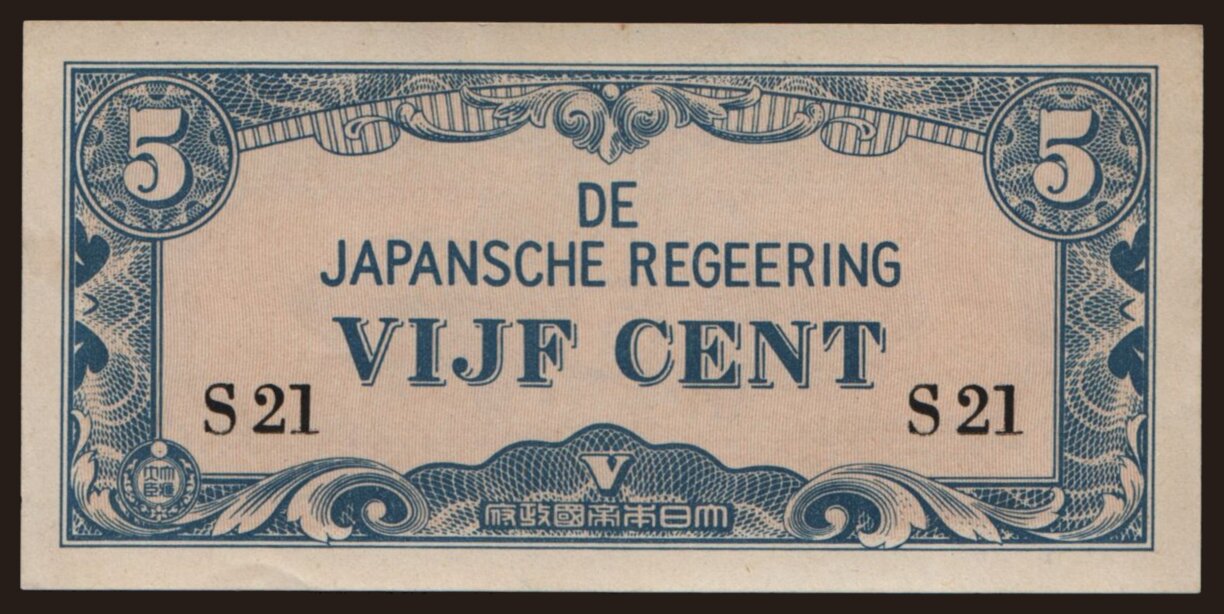 5 5
DE
JAPANSCHE REGEERING
VIJF CENT
S 21 S 21
V
府政國帝本日大